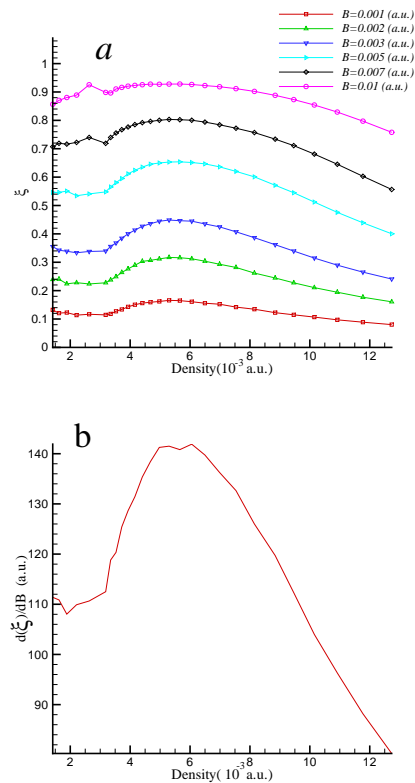 B=0.001 (a.u.)
B=0.002 (a.u.)
B=0.003 (a.u.)
B=0.005 (a.u.)
B=0.007 (a.u.)
B=0.01 (a.u.)
a
1
0.9
0.8
0.7
0.6
0.5
0.4
0.3
0.2
0.1
0
ξ
2 4 6 8 10 12
Density(10⁻³ a.u.)
b
140
130
120
110
100
90
d(ξ)/dB (a.u.)
2 4 6 8 10 12
Density(10⁻³ a.u.)